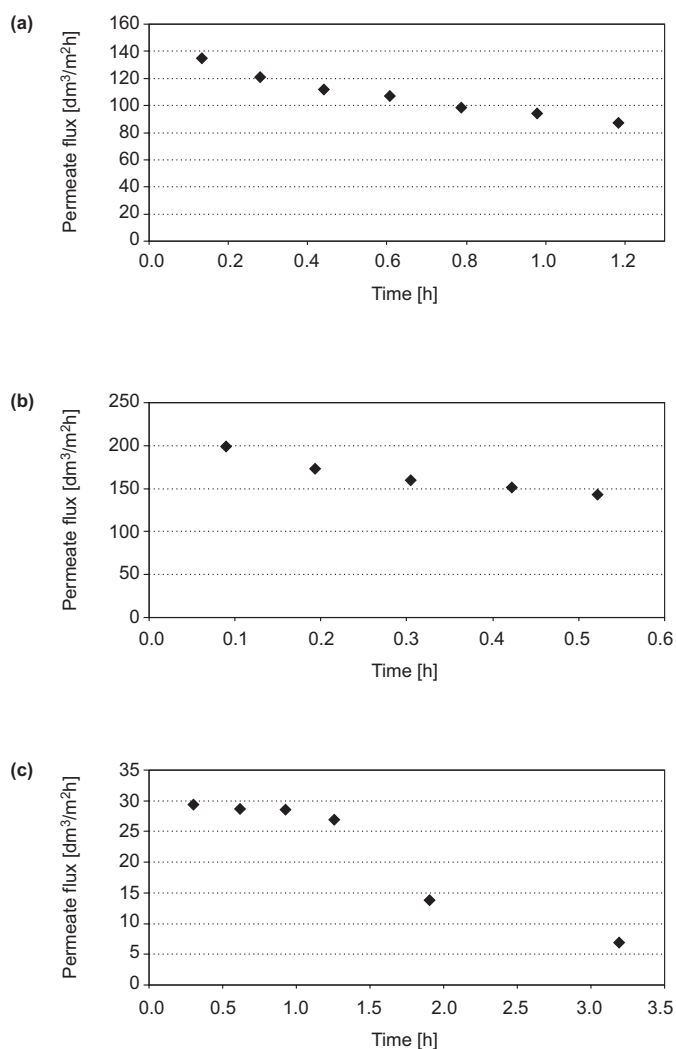 (a)
Permeate flux [dm³/m²h]
160
140
120
100
80
60
40
20
0
0.0 0.2 0.4 0.6 0.8 1.0 1.2
Time [h]
(b)
Permeate flux [dm³/m²h]
250
200
150
100
50
0
0.0 0.1 0.2 0.3 0.4 0.5 0.6
Time [h]
(c)
Permeate flux [dm³/m²h]
35
30
25
20
15
10
5
0
0.0 0.5 1.0 1.5 2.0 2.5 3.0 3.5
Time [h]